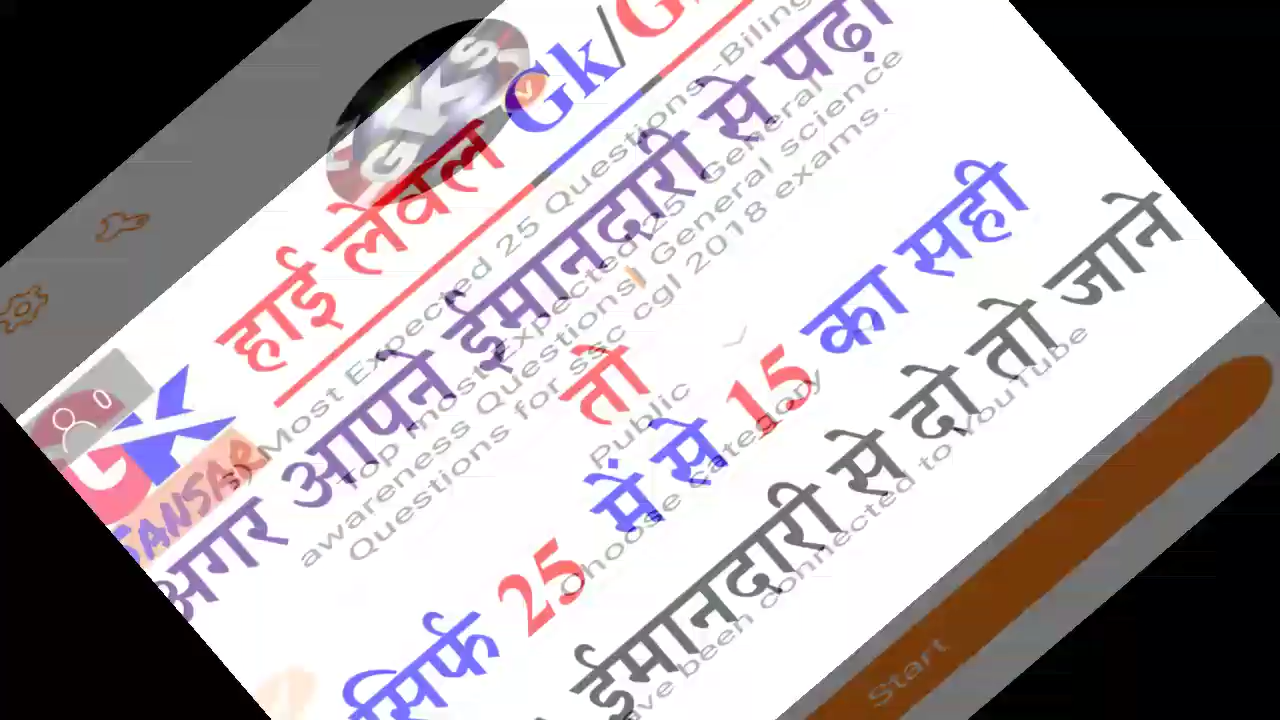 GKS
हाई लेवल Gk/
0
GK
SANSAR
Most Expected 25 Questions -Biling
अगर आपने ईमानदारी से पढ़ा
Top most Expected 25 General
awareness Questions| General science
Questions for ssc cgl 2018 exams.
तो
Public
सिर्फ 25 में से 15 का सही
Choose category
ईमानदारी से दो तो जाने
have been connected to YouTube
Start